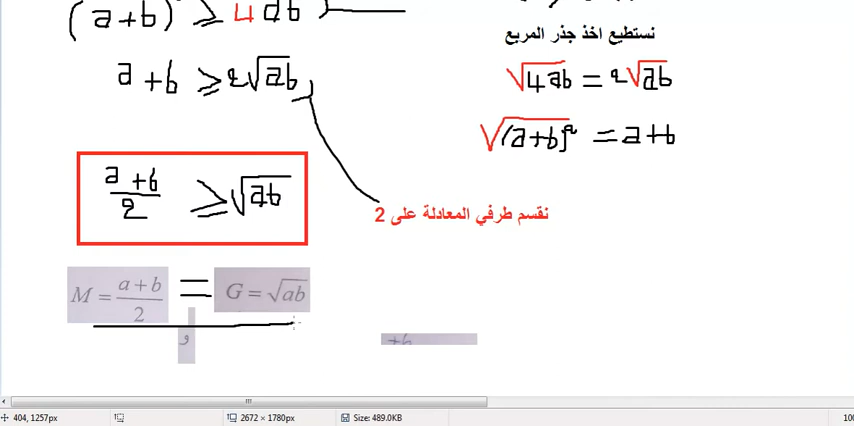 (a+b)² ≥ 4ab
نستطيع اخذ جذر المربع
a+b ≥ 2√ab
√4ab = 2√ab
√(a+b)² = a+b
a+b/2 ≥ √ab
نقسم طرفي المعادلة على 2
M = a+b/2 = G = √ab
و
+b
404, 1257px 2672 × 1780px Size: 489.0KB 100